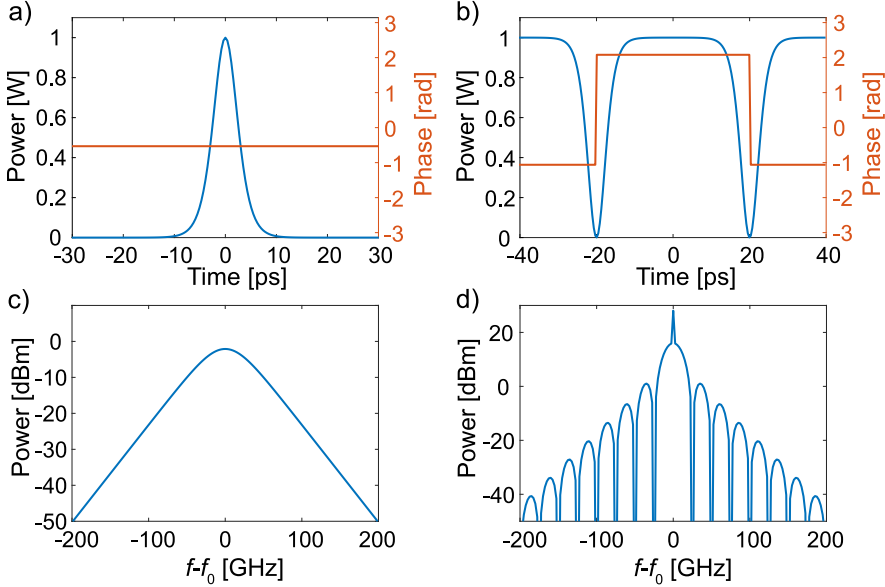 a)
Power [W]
1
0.8
0.6
0.4
0.2
0
3
2
1
0
-1
-2
-3
Phase [rad]
-30 -20 -10 0 10 20 30
Time [ps]
b)
Power [W]
1
0.8
0.6
0.4
0.2
0
3
2
1
0
-1
-2
-3
Phase [rad]
-40 -20 0 20 40
Time [ps]
c)
Power [dBm]
0
-10
-20
-30
-40
-50
-200 -100 0 100 200
f-f0 [GHz]
d)
Power [dBm]
20
0
-20
-40
-200 -100 0 100 200
f-f0 [GHz]